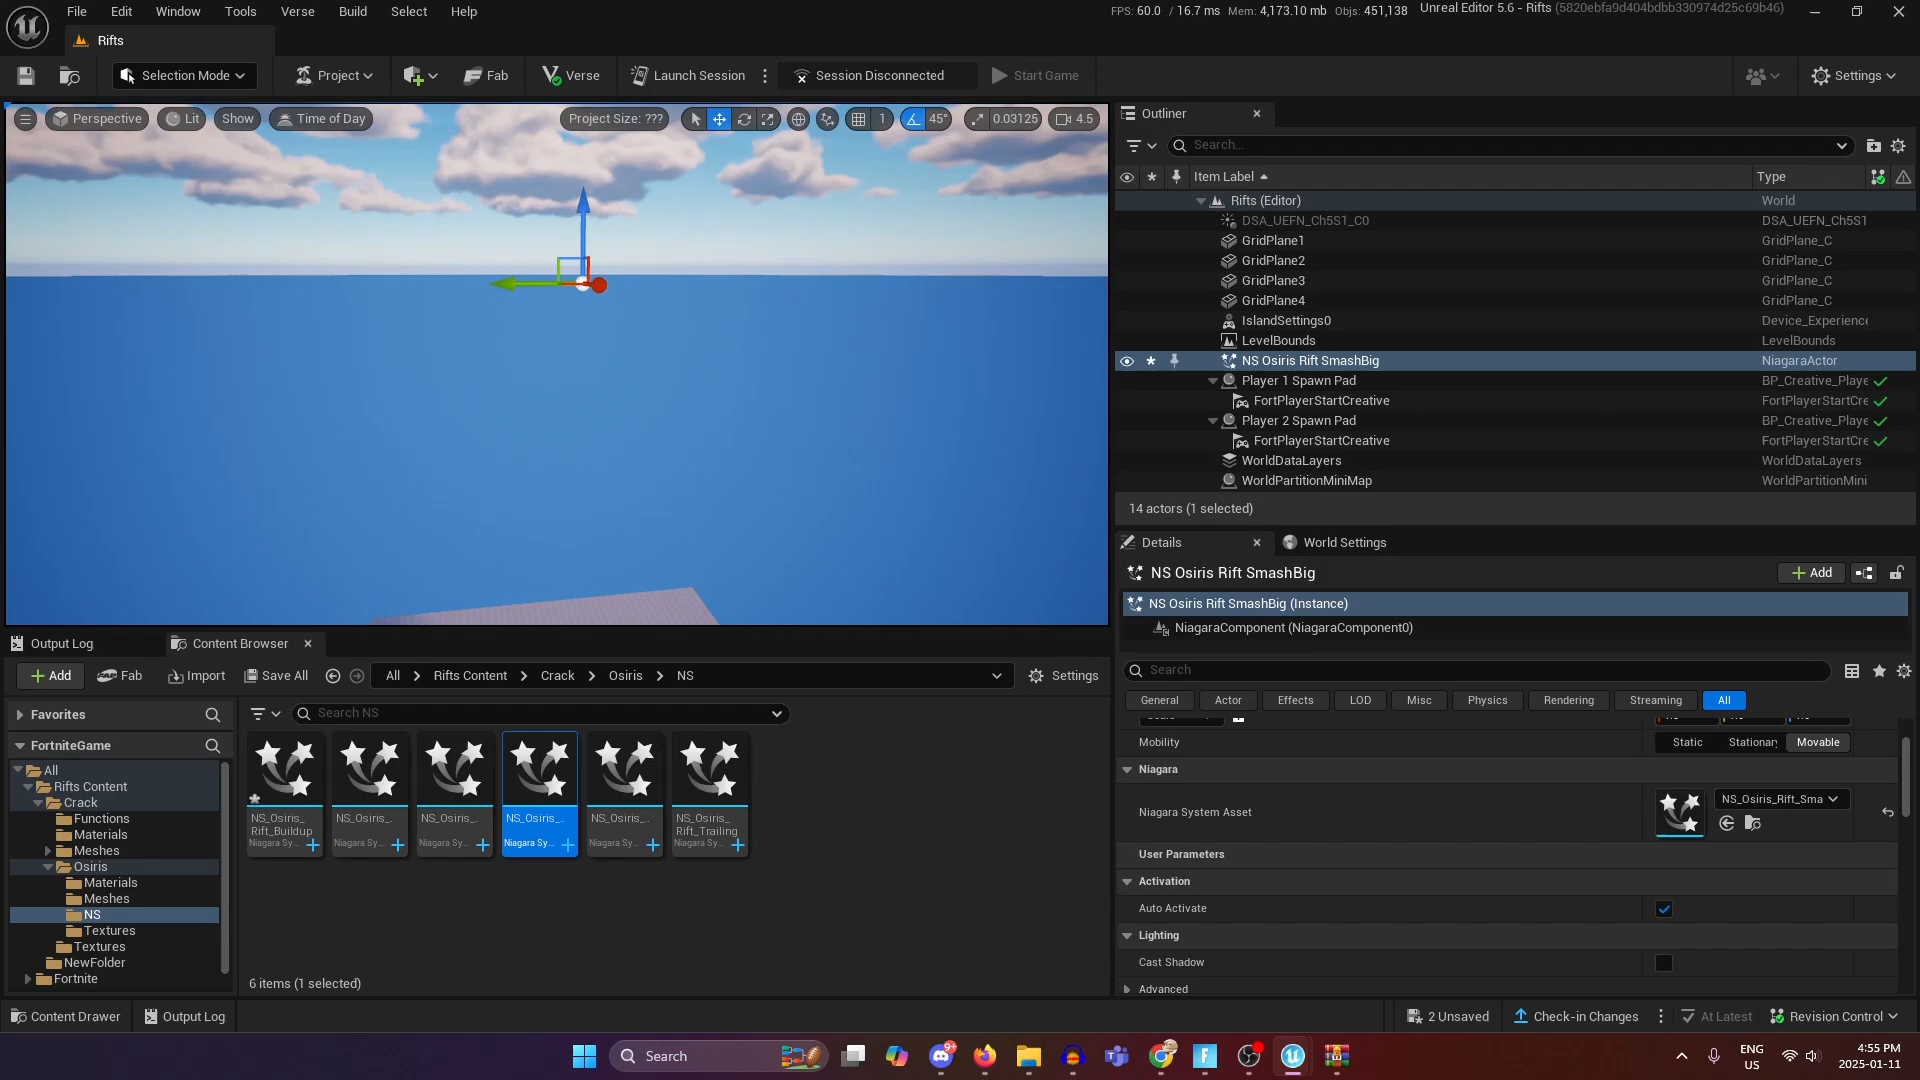 File Edit Window Tools Verse Build Select Help
FPS: 60.0 / 16.7 ms Mem: 4,173.10 mb Objs: 451,138 Unreal Editor 5.6 - Rifts (5820ebfa9d404bdbb330974d25c69b46)
Rifts
Selection Mode Project Fab Verse Launch Session Session Disconnected Start Game Settings
Perspective Lit Show Time of Day Project Size: ??? 1 45° 0.03125 4.5
Outliner
Search...
Item Label Type
Rifts (Editor) World
DSA_UEFN_Ch5S1_C0 DSA_UEFN_Ch5S1
GridPlane1 GridPlane_C
GridPlane2 GridPlane_C
GridPlane3 GridPlane_C
GridPlane4 GridPlane_C
IslandSettings0 Device_Experience
LevelBounds LevelBounds
NS Osiris Rift SmashBig NiagaraActor
Player 1 Spawn Pad BP_Creative_Playe
FortPlayerStartCreative FortPlayerStartCre
Player 2 Spawn Pad BP_Creative_Playe
FortPlayerStartCreative FortPlayerStartCre
WorldDataLayers WorldDataLayers
WorldPartitionMiniMap WorldPartitionMini
14 actors (1 selected)
Details World Settings
NS Osiris Rift SmashBig Add
NS Osiris Rift SmashBig (Instance)
NiagaraComponent (NiagaraComponent0)
Search
General Actor Effects LOD Misc Physics Rendering Streaming All
Mobility Static Stationary Movable
Niagara
Niagara System Asset NS_Osiris_Rift_Sma
User Parameters
Activation
Auto Activate
Lighting
Cast Shadow
Advanced
Output Log Content Browser
Add Fab Import Save All All Rifts Content Crack Osiris NS Settings
Favorites
FortniteGame
All
Rifts Content
Crack
Functions
Materials
Meshes
Osiris
Materials
Meshes
NS
Textures
Textures
NewFolder
Fortnite
Search NS
NS_Osiris_ Rift_Buildup Niagara Sy...
NS_Osiris_.. Niagara Sy...
NS_Osiris_.. Niagara Sy...
NS_Osiris_.. Niagara Sy...
NS_Osiris_.. Niagara Sy...
NS_Osiris_ Rift_Trailing Niagara Sy...
6 items (1 selected)
Content Drawer Output Log 2 Unsaved Check-in Changes At Latest Revision Control
Search 9+ ENG US 4:55 PM 2025-01-11